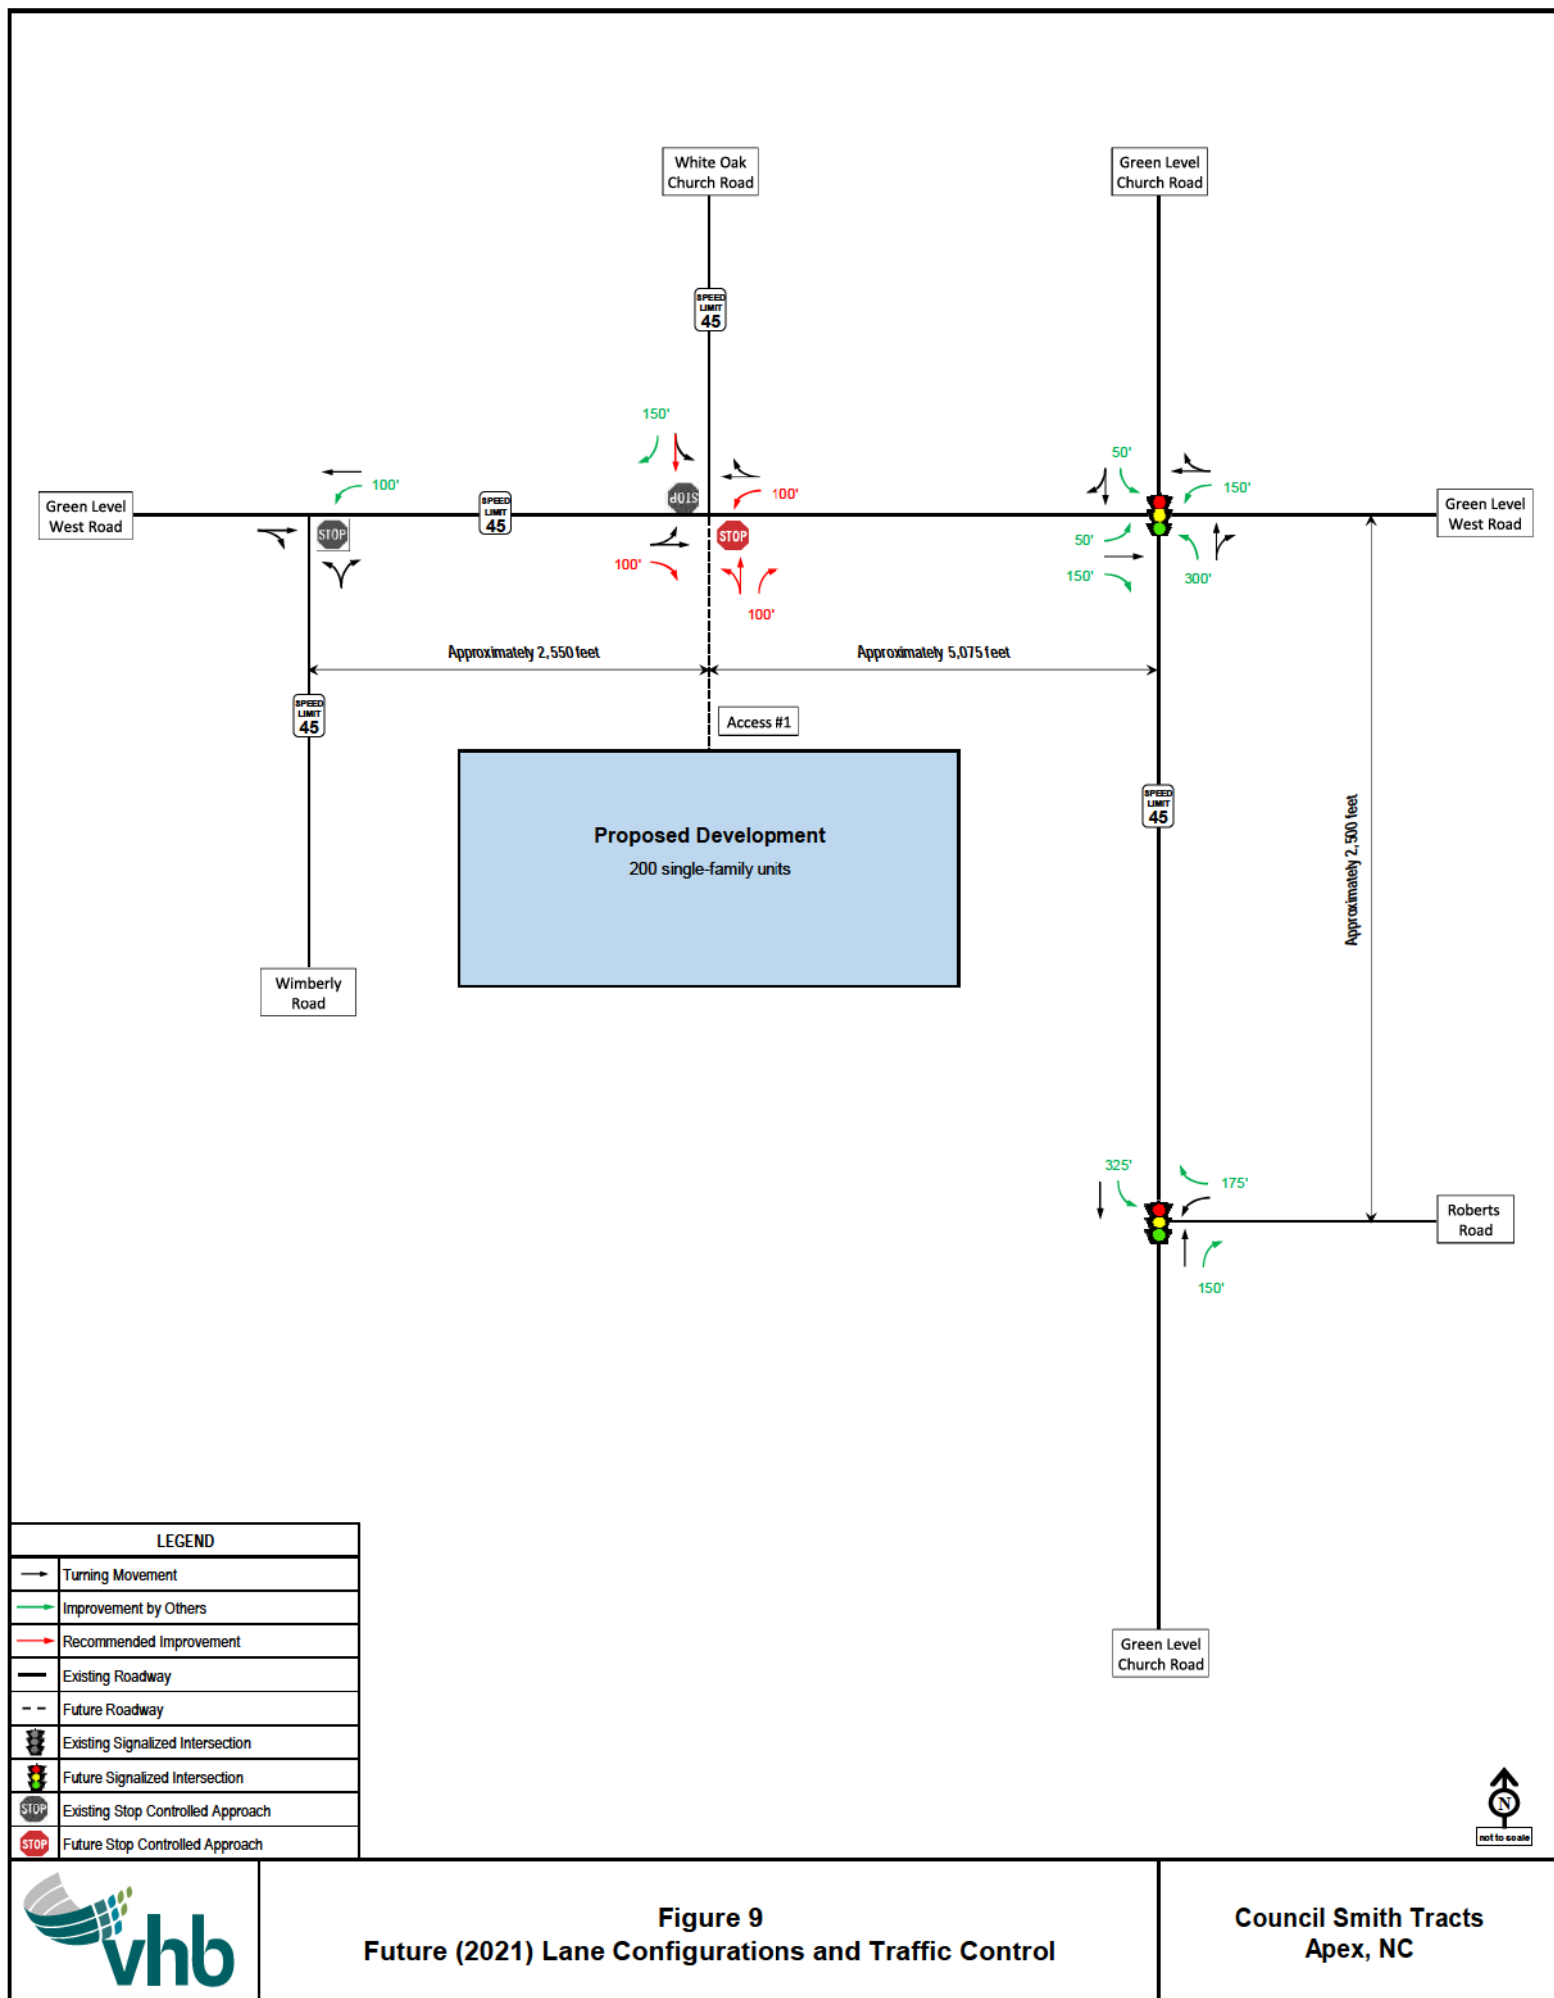 White Oak
Church Road
Green Level
Church Road
SPEED
LIMIT
45
150'
50'
100'
100'
150'
Green Level
West Road
SPEED
LIMIT
45
STOP
STOP
STOP
Green Level
West Road
50'
100'
150'
300'
100'
Approximately 2,550 feet
Approximately 5,075 feet
SPEED
LIMIT
45
Access #1
SPEED
LIMIT
45
Approximately 2,500 feet
Proposed Development
200 single-family units
Wimberly
Road
325'
175'
Roberts
Road
150'
Green Level
Church Road
LEGEND
Turning Movement
Improvement by Others
Recommended Improvement
Existing Roadway
Future Roadway
Existing Signalized Intersection
Future Signalized Intersection
STOP Existing Stop Controlled Approach
STOP Future Stop Controlled Approach
N
not to scale
vhb
Figure 9
Future (2021) Lane Configurations and Traffic Control
Council Smith Tracts
Apex, NC